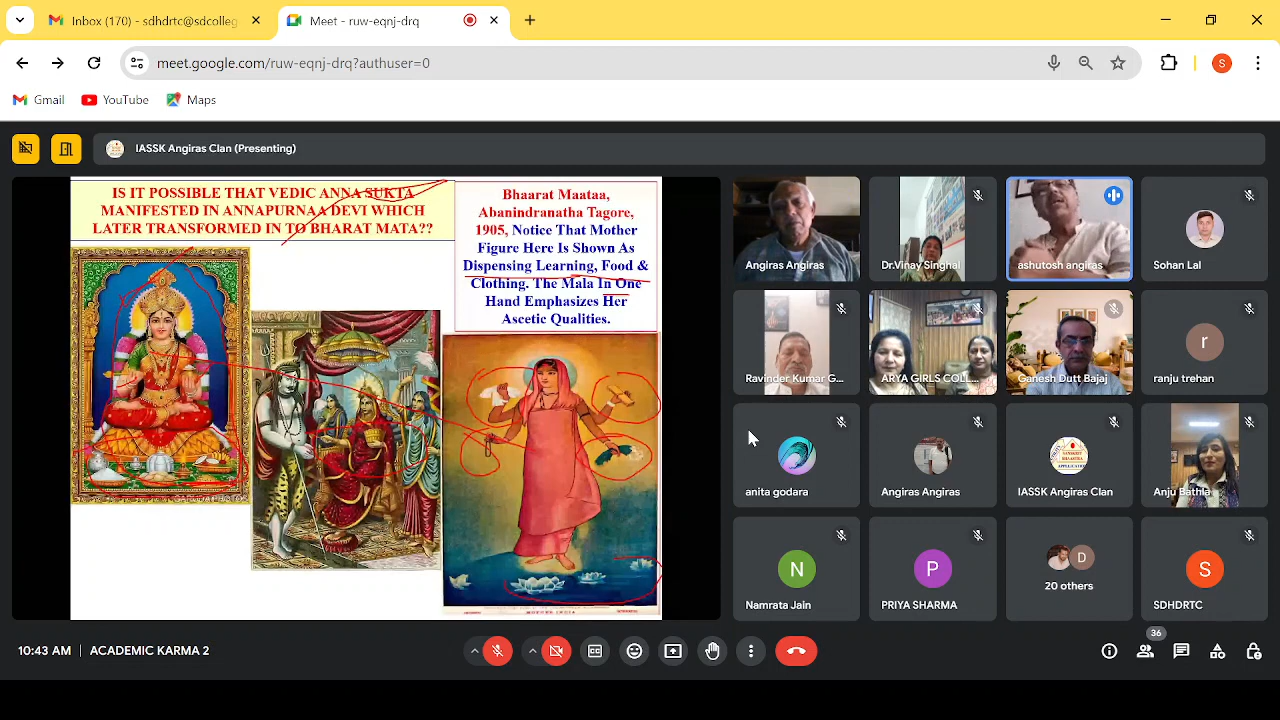 Inbox (170) - sdhdrtc@sdcolleg
Meet - ruw-eqnj-drq
meet.google.com/ruw-eqnj-drq?authuser=0
S
Gmail
YouTube
Maps
IASSK Angiras Clan (Presenting)
IS IT POSSIBLE THAT VEDIC ANNA SUKTA
MANIFESTED IN ANNAPURNAA DEVI WHICH
LATER TRANSFORMED IN TO BHARAT MATA??
Bhaarat Maataa,
Abanindranatha Tagore,
1905, Notice That Mother
Figure Here Is Shown As
Dispensing Learning, Food &
Clothing. The Mala In One
Hand Emphasizes Her
Ascetic Qualities.
Angiras Angiras
Dr.Vinay Singhal
ashutosh angiras
Sohan Lal
Ravinder Kumar G...
ARYA GIRLS COLL...
Ganesh Dutt Bajaj
r
ranju trehan
anita godara
Angiras Angiras
IASSK Angiras Clan
Anju Bathla
N
Namrata Jain
P
PRIYA SHARMA
D
20 others
S
SDHDRTC
10:43 AM | ACADEMIC KARMA 2
36